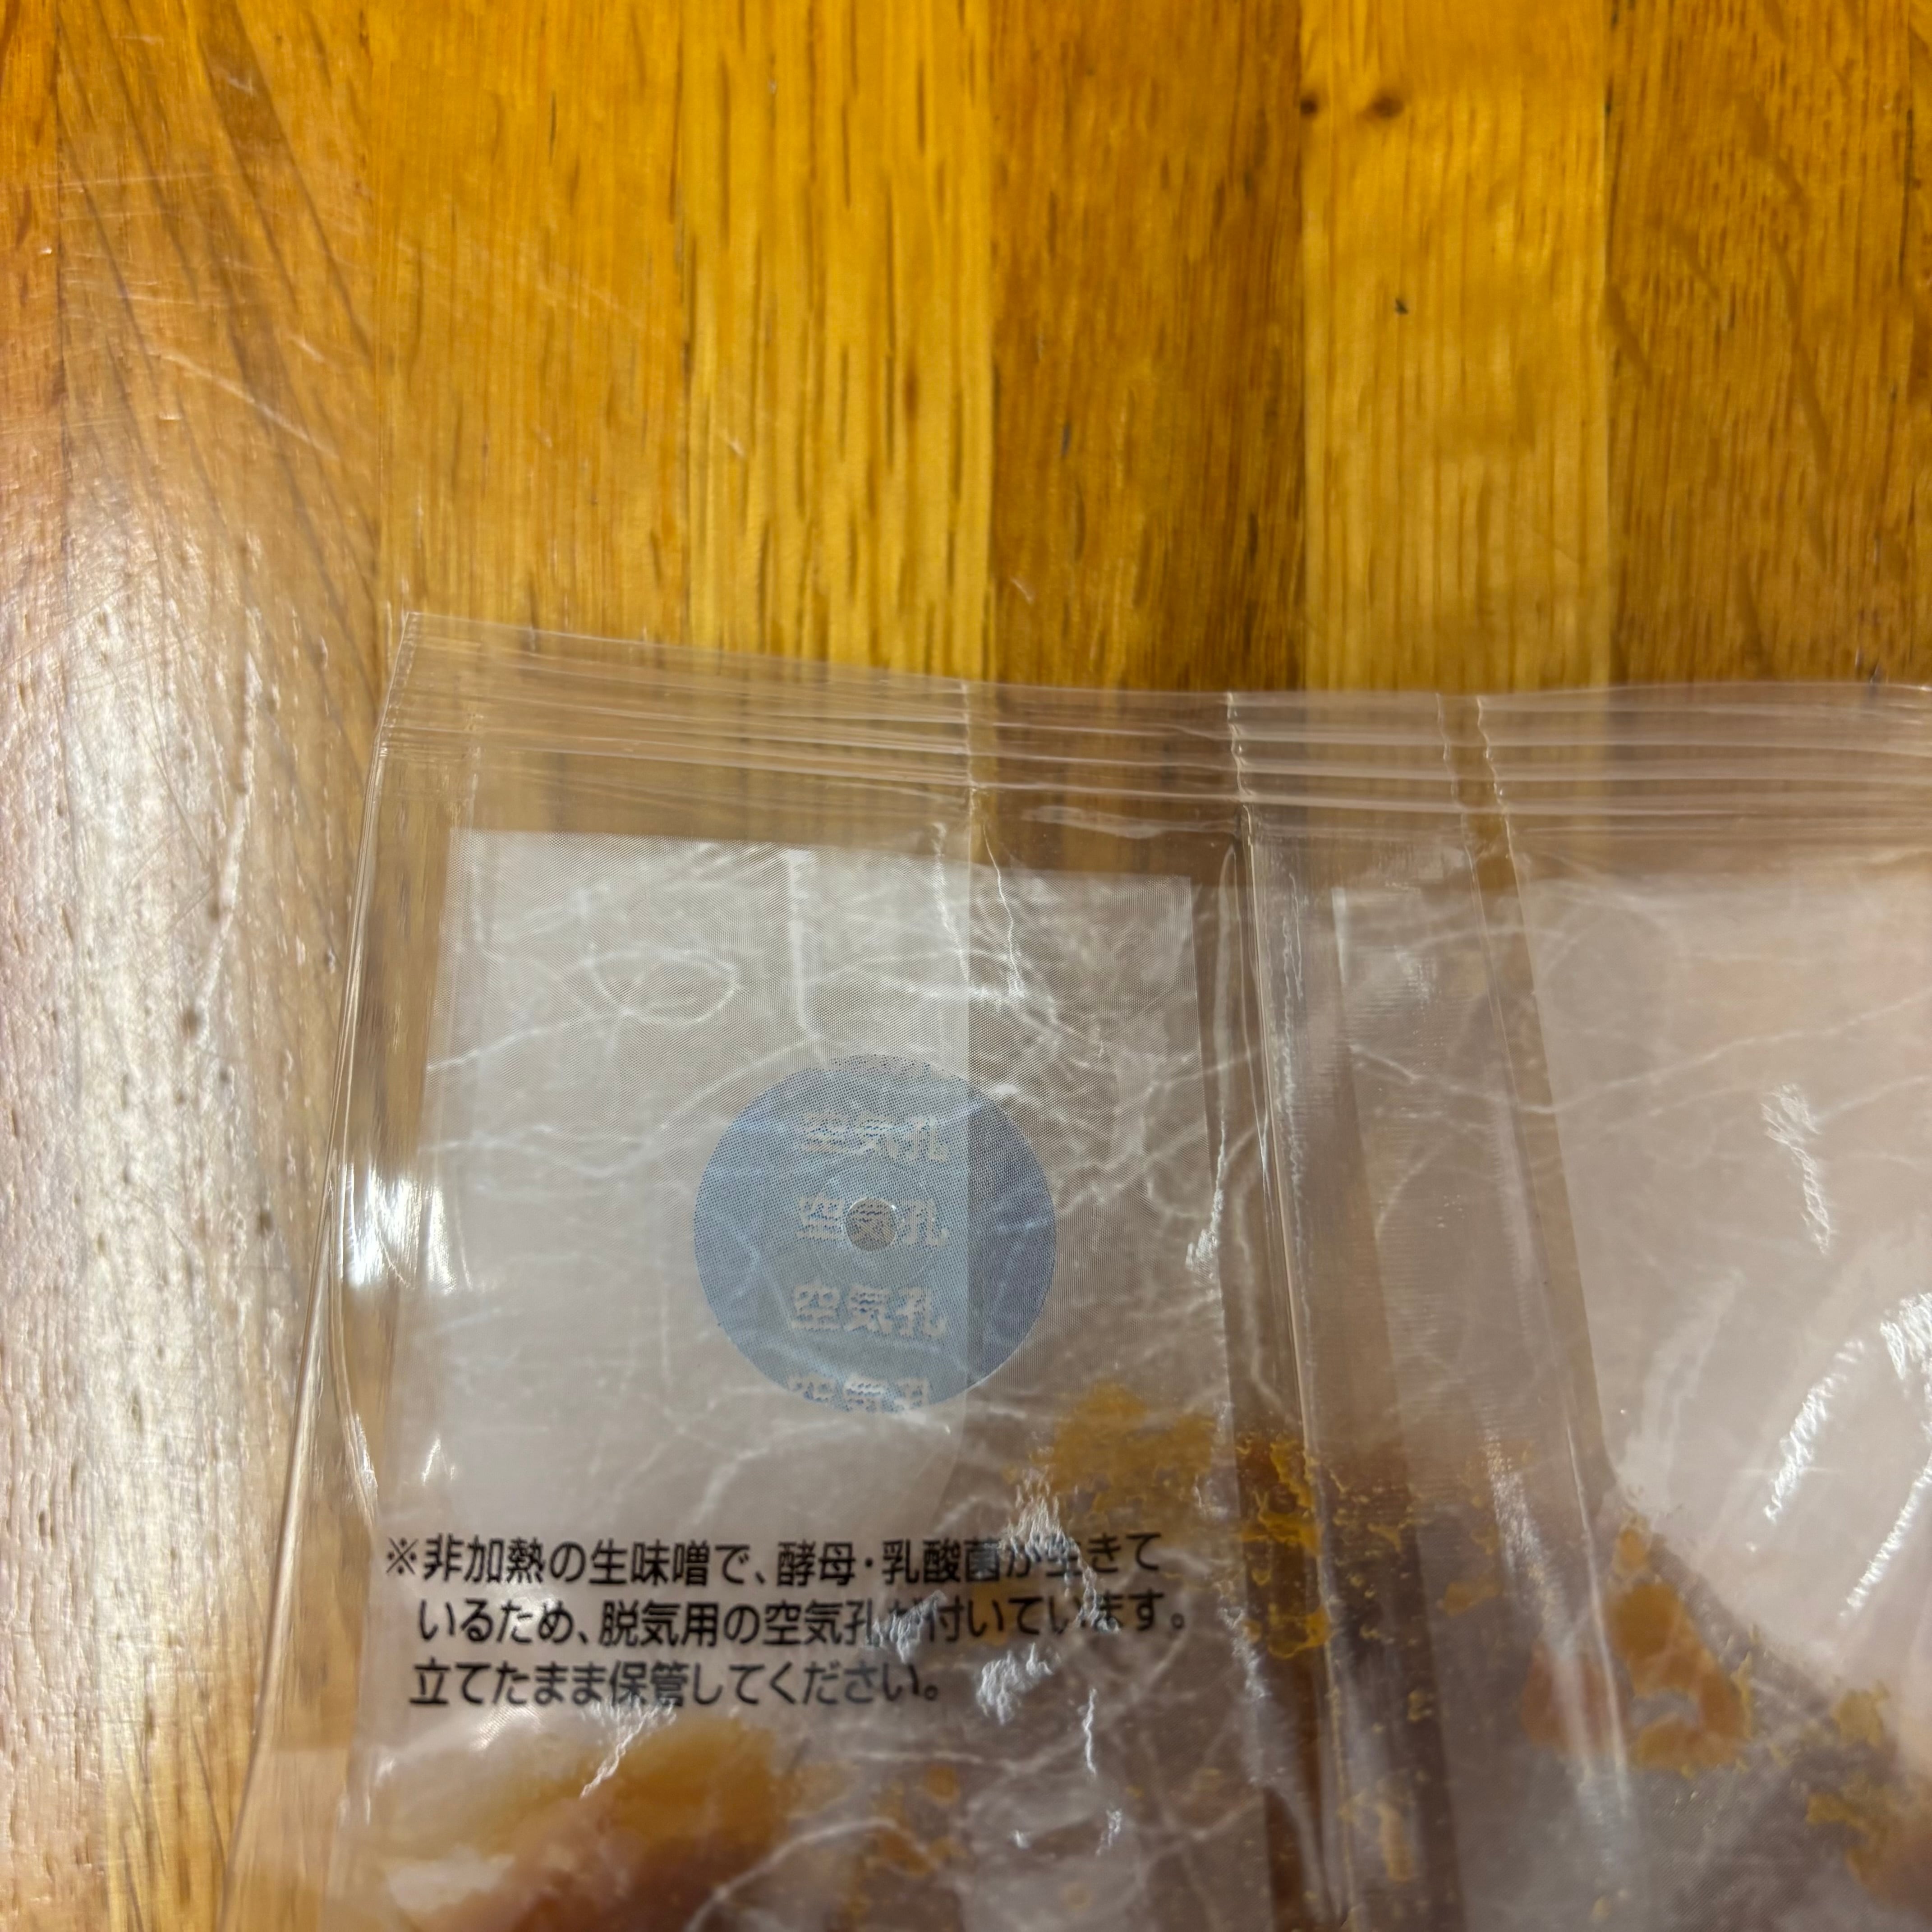 空気孔
空気孔
空気孔
空気孔
※非加熱の生味噌で、酵母・乳酸菌が生きて
いるため、脱気用の空気孔が付いています。
立てたまま保管してください。